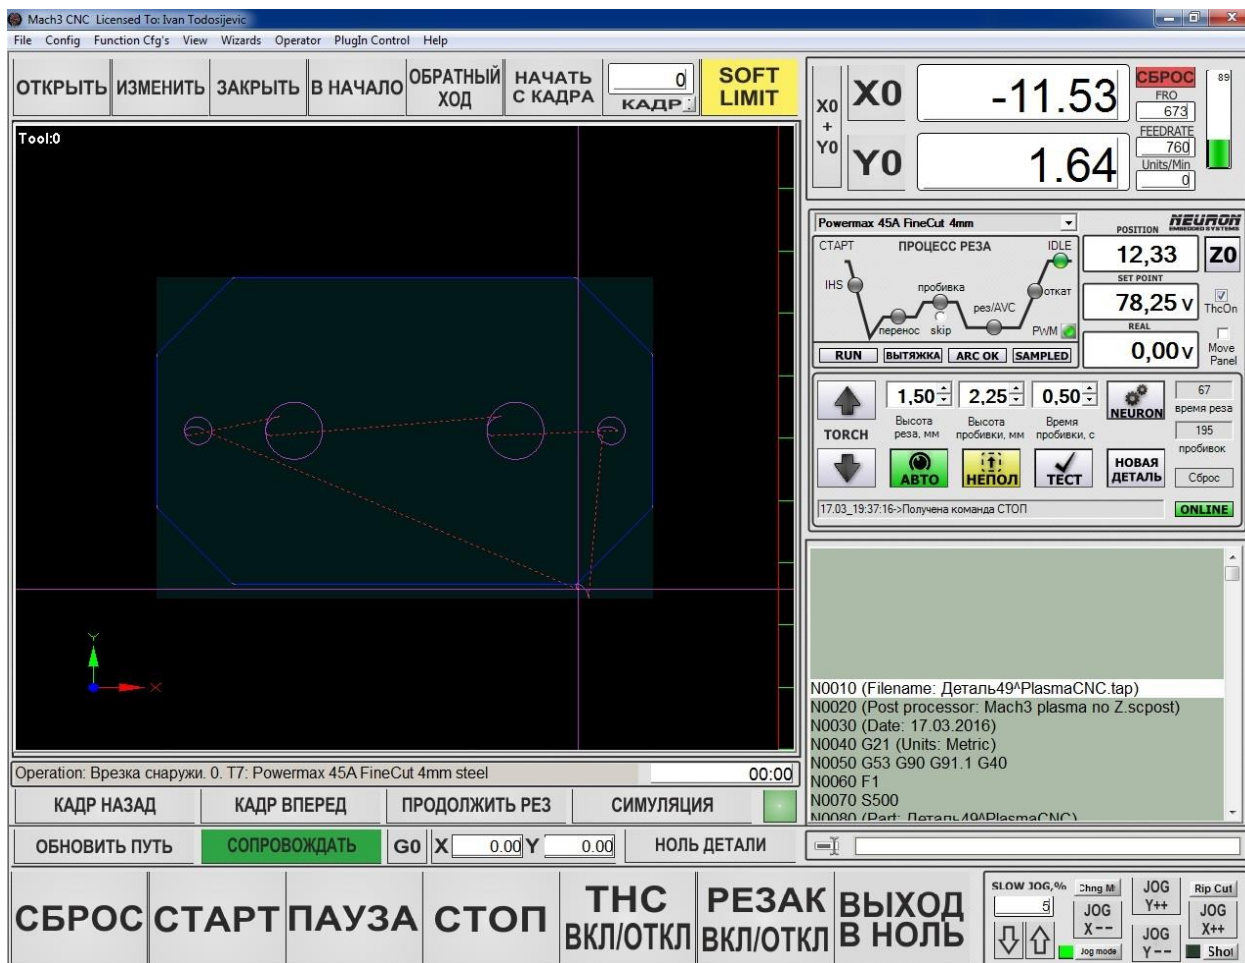 Mach3 CNC Licensed To: Ivan Todosijevic
File Config Function Cfg's View Wizards Operator PlugIn Control Help
ОТКРЫТЬ
ИЗМЕНИТЬ
ЗАКРЫТЬ
В НАЧАЛО
ОБРАТНЫЙ
ХОД
НАЧАТЬ
С КАДРА
0
КАДР
SOFT
LIMIT
Tool:0
X0
+
Y0
X0
-11.53
Y0
1.64
СБРОС
FRO
673
FEEDRATE
760
Units/Min
0
89
Powermax 45A FineCut 4mm
NEURON
EMBEDDED SYSTEMS
СТАРТ
ПРОЦЕСС РЕЗА
IDLE
IHS
пробивка
откат
рез/AVC
перенос
skip
PWM
RUN
ВЫТЯЖКА
ARC OK
SAMPLED
POSITION
12,33
Z0
SET POINT
78,25 v
ThcOn
REAL
0,00 v
Move
Panel
TORCH
1,50
Высота
реза, мм
2,25
Высота
пробивки, мм
0,50
Время
пробивки, с
NEURON
67
время реза
195
пробивок
АВТО
НЕПОЛ
ТЕСТ
НОВАЯ
ДЕТАЛЬ
Сброс
17.03_19:37:16->Получена команда СТОП
ONLINE
N0010 (Filename: Деталь49^PlasmaCNC.tap)
N0020 (Post processor: Mach3 plasma no Z.scpost)
N0030 (Date: 17.03.2016)
N0040 G21 (Units: Metric)
N0050 G53 G90 G91.1 G40
N0060 F1
N0070 S500
N0080 (Part: Деталь49^PlasmaCNC)
X
Y
Operation: Врезка снаружи. 0. T7: Powermax 45A FineCut 4mm steel
00:00
КАДР НАЗАД
КАДР ВПЕРЕД
ПРОДОЛЖИТЬ РЕЗ
СИМУЛЯЦИЯ
ОБНОВИТЬ ПУТЬ
СОПРОВОЖДАТЬ
G0
X 0.00
Y 0.00
НОЛЬ ДЕТАЛИ
СБРОС
СТАРТ
ПАУЗА
СТОП
THC
ВКЛ/ОТКЛ
РЕЗАК
ВКЛ/ОТКЛ
ВЫХОД
В НОЛЬ
SLOW JOG,%
5
Chng M
JOG
X--
Jog mode
JOG
Y++
JOG
Y--
Rip Cut
JOG
X++
Shot